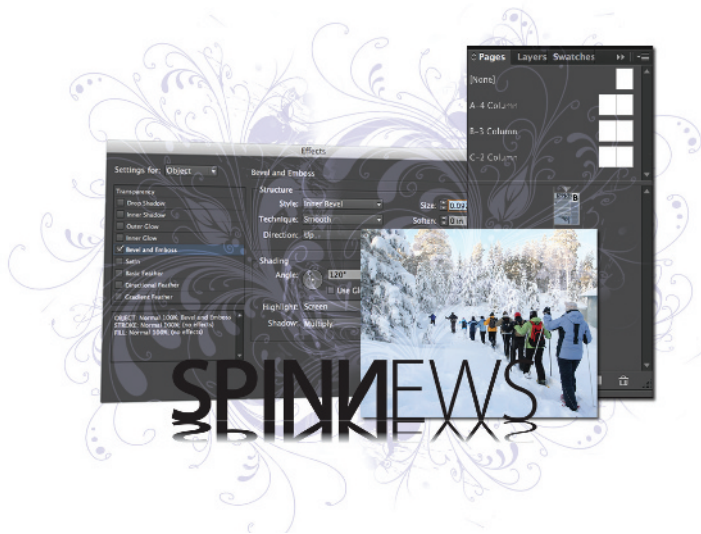 Pages Layers Swatches
[None]
A-4 Column
B-3 Column
C-2 Column
B
Effects
Settings for: Object
Transparency
Drop Shadow
Inner Shadow
Outer Glow
Inner Glow
Bevel and Emboss
Satin
Basic Feather
Directional Feather
Gradient Feather
OBJECT: Normal 100%; Bevel and Emboss
STROKE: Normal 100%; (no effects)
FILL: Normal 100%; (no effects)
Bevel and Emboss
Structure
Style: Inner Bevel
Size:
Technique: Smooth
Soften: 0 in
Direction: Up
Shading
Angle: 120°
Use
Highlight: Screen
Shadow: Multiply
SPINNEWS